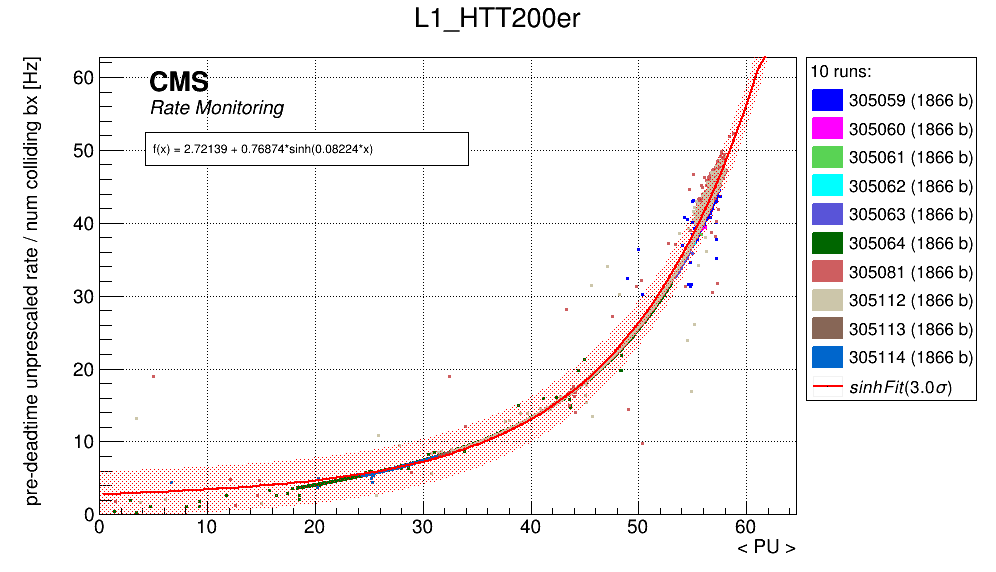 L1_HTT200er
pre-deadtime unprescaled rate / num colliding bx [Hz]
CMS
Rate Monitoring
f(x) = 2.72139 + 0.76874*sinh(0.08224*x)
60
50
40
30
20
10
0
0 10 20 30 40 50 60
< PU >
10 runs:
305059 (1866 b)
305060 (1866 b)
305061 (1866 b)
305062 (1866 b)
305063 (1866 b)
305064 (1866 b)
305081 (1866 b)
305112 (1866 b)
305113 (1866 b)
305114 (1866 b)
sinhFit(3.0σ)